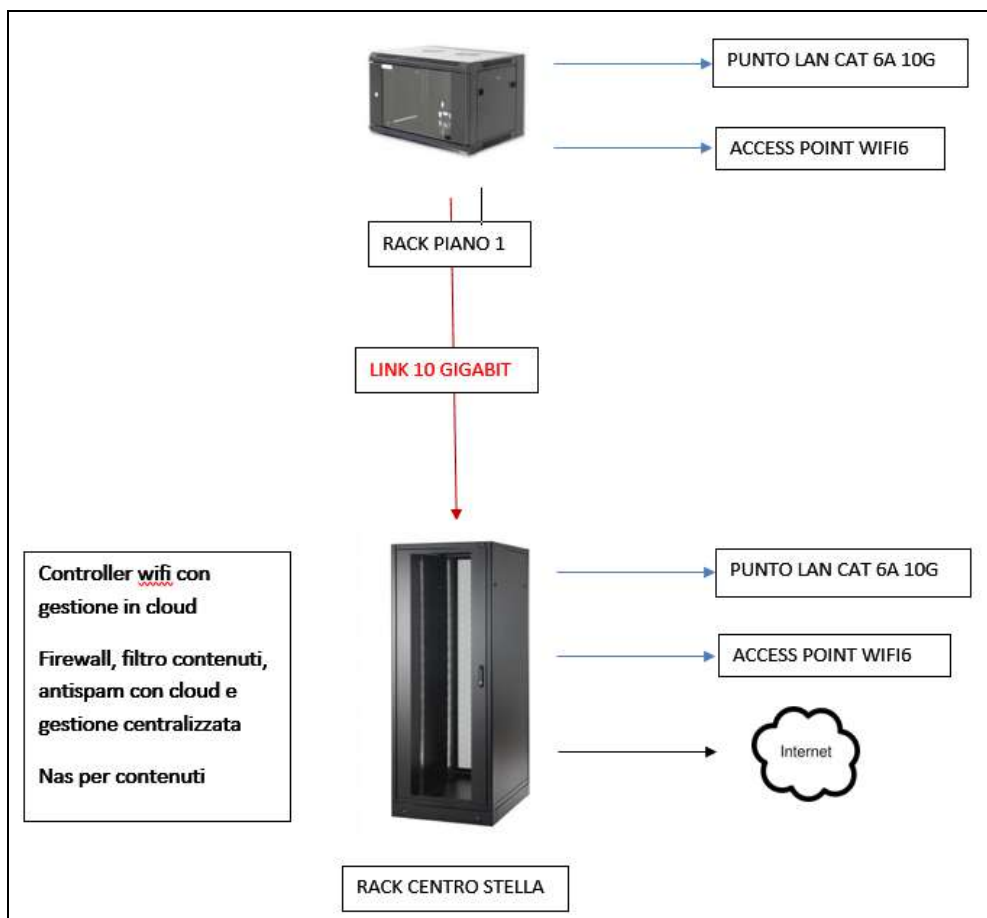 PUNTO LAN CAT 6A 10G
ACCESS POINT WIFI6
RACK PIANO 1
LINK 10 GIGABIT
Controller wifi con
gestione in cloud
Firewall, filtro contenuti,
antispam con cloud e
gestione centralizzata
Nas per contenuti
PUNTO LAN CAT 6A 10G
ACCESS POINT WIFI6
Internet
RACK CENTRO STELLA